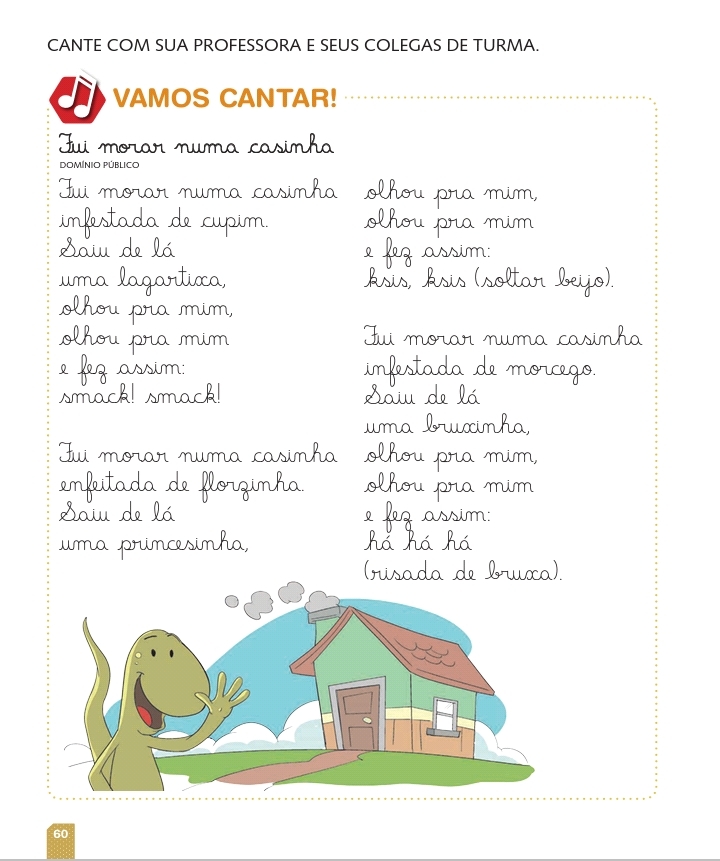 CANTE COM SUA PROFESSORA E SEUS COLEGAS DE TURMA.
VAMOS CANTAR!
Fui morar numa casinha
DOMÍNIO PÚBLICO
Fui morar numa casinha
infestada de cupim.
Saiu de lá
uma lagartixa,
olhou pra mim,
olhou pra mim
e fez assim:
smack! smack!
Fui morar numa casinha
enfeitada de florzinha.
Saiu de lá
uma princesinha,
olhou pra mim,
olhou pra mim
e fez assim:
ksis, ksis (soltar beijo).
Fui morar numa casinha
infestada de morcego.
Saiu de lá
uma bruxinha,
olhou pra mim,
olhou pra mim
e fez assim:
há há há
(risada de bruxa).
60